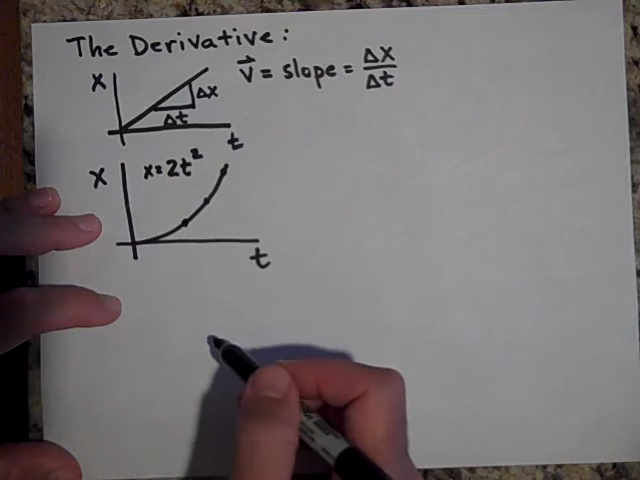 The Derivative:
X
V⃗ = slope = ΔX/Δt
ΔX
Δt
t
X
X=2t²
t